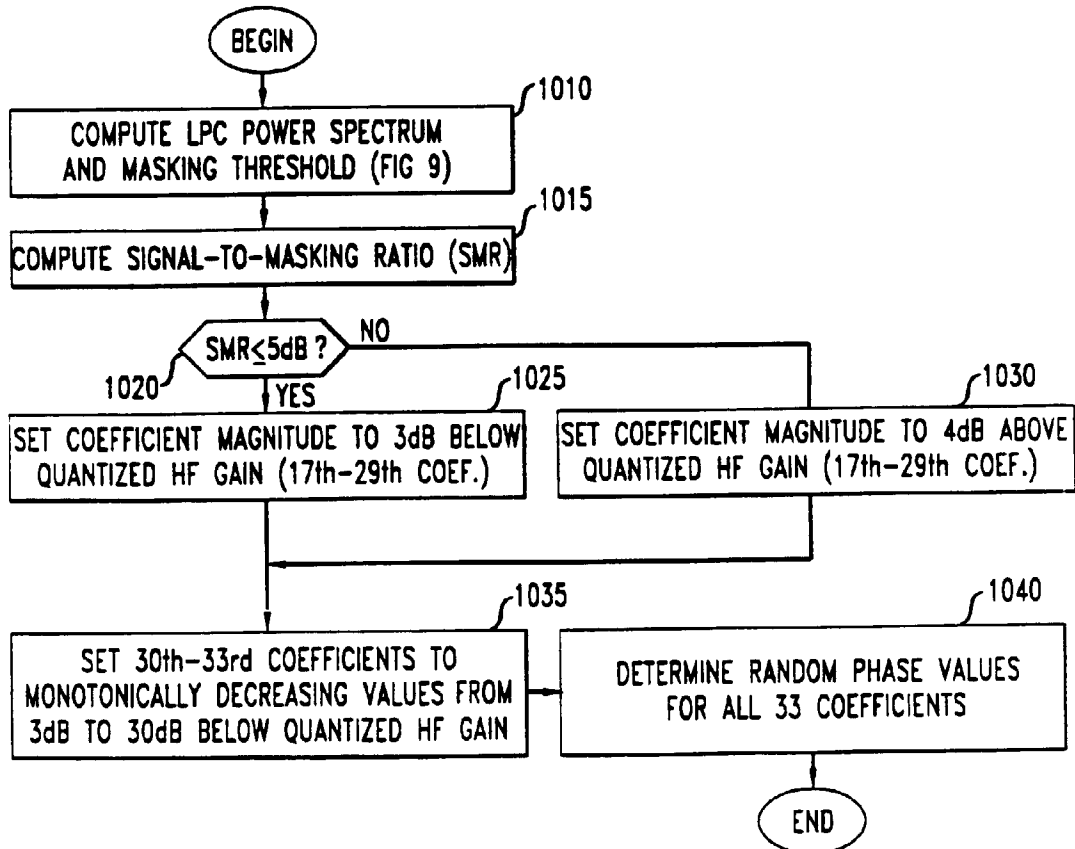 BEGIN
1010
COMPUTE LPC POWER SPECTRUM
AND MASKING THRESHOLD (FIG 9)
1015
COMPUTE SIGNAL-TO-MASKING RATIO (SMR)
SMR≤5dB ?
NO
1020
YES
1025
SET COEFFICIENT MAGNITUDE TO 3dB BELOW
QUANTIZED HF GAIN (17th-29th COEF.)
1030
SET COEFFICIENT MAGNITUDE TO 4dB ABOVE
QUANTIZED HF GAIN (17th-29th COEF.)
1035
SET 30th-33rd COEFFICIENTS TO
MONOTONICALLY DECREASING VALUES FROM
3dB TO 30dB BELOW QUANTIZED HF GAIN
1040
DETERMINE RANDOM PHASE VALUES
FOR ALL 33 COEFFICIENTS
END